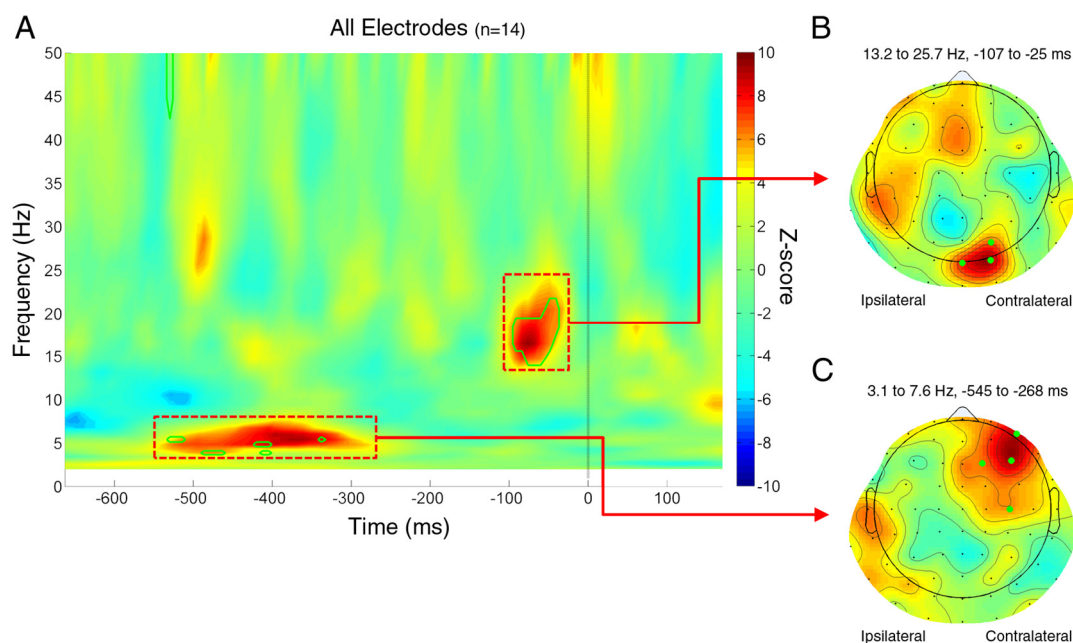 A
All Electrodes (n=14)
50
45
40
35
30
25
20
15
10
5
0
Frequency (Hz)
-600
-500
-400
-300
-200
-100
0
100
Time (ms)
10
8
6
4
2
0
-2
-4
-6
-8
-10
Z-score
B
13.2 to 25.7 Hz, -107 to -25 ms
Ipsilateral
Contralateral
C
3.1 to 7.6 Hz, -545 to -268 ms
Ipsilateral
Contralateral